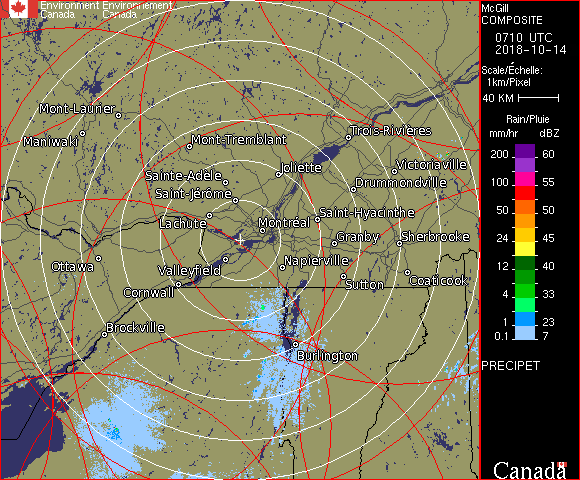 Environment Environnement
Canada Canada
McGill
COMPOSITE
0710 UTC
2018-10-14
Scale/Échelle:
1km/Pixel
40 KM
Rain/Pluie
mm/hr dBZ
200 60
150 57
100 55
50 50
24 45
12 40
4 33
1 23
0.1 7
PRECIPET
Canada
Mont-Laurier
Maniwaki
Mont-Tremblant
Trois-Rivières
Joliette
Victoriaville
Sainte-Adèle
Drummondville
Saint-Jérôme
Lachute
Montréal
Saint-Hyacinthe
Granby
Sherbrooke
Ottawa
Valleyfield
Napierville
Cornwall
Sutton
Coaticook
Brockville
Burlington